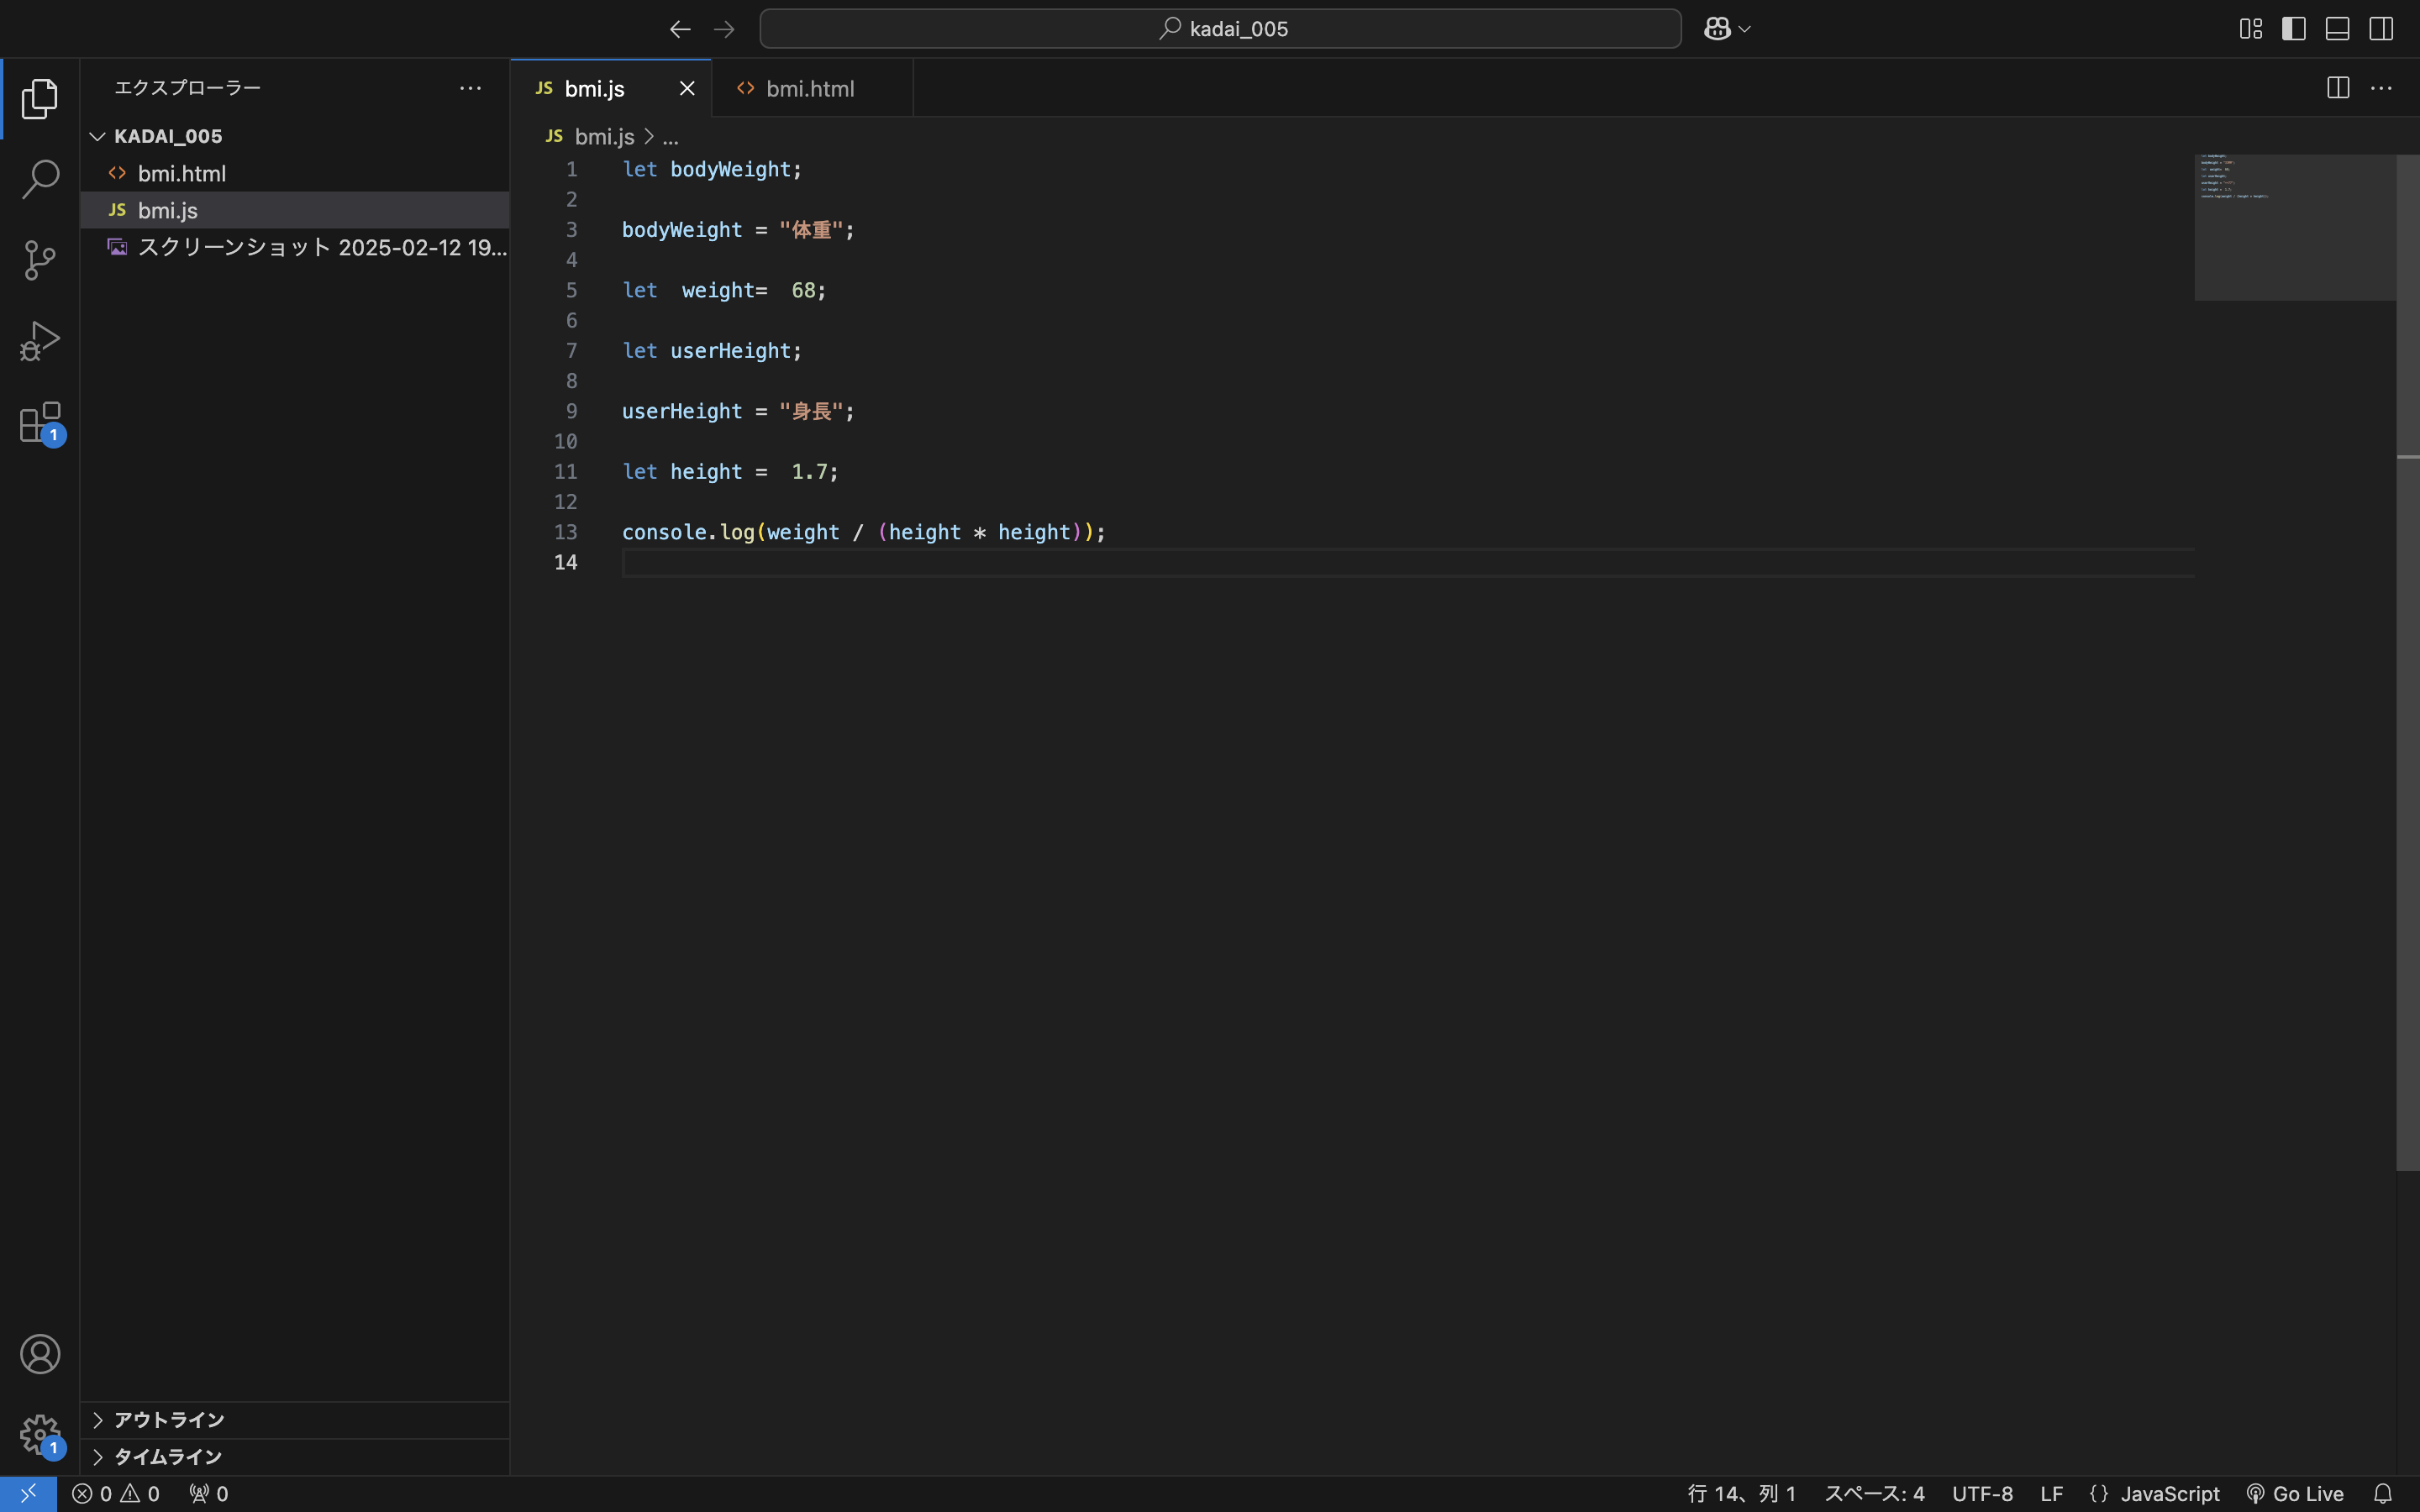 kadai_005
エクスプローラー
JS bmi.js
bmi.html
KADAI_005
bmi.html
JS bmi.js
スクリーンショット 2025-02-12 19...
JS bmi.js > ...
1 let bodyWeight;
2
3 bodyWeight = "体重";
4
5 let  weight=  68;
6
7 let userHeight;
8
9 userHeight = "身長";
10
11 let height =  1.7;
12
13 console.log(weight / (height * height));
14
1
アウトライン
1
タイムライン
0 0 0
行 14、列 1 スペース: 4 UTF-8 LF {} JavaScript Go Live